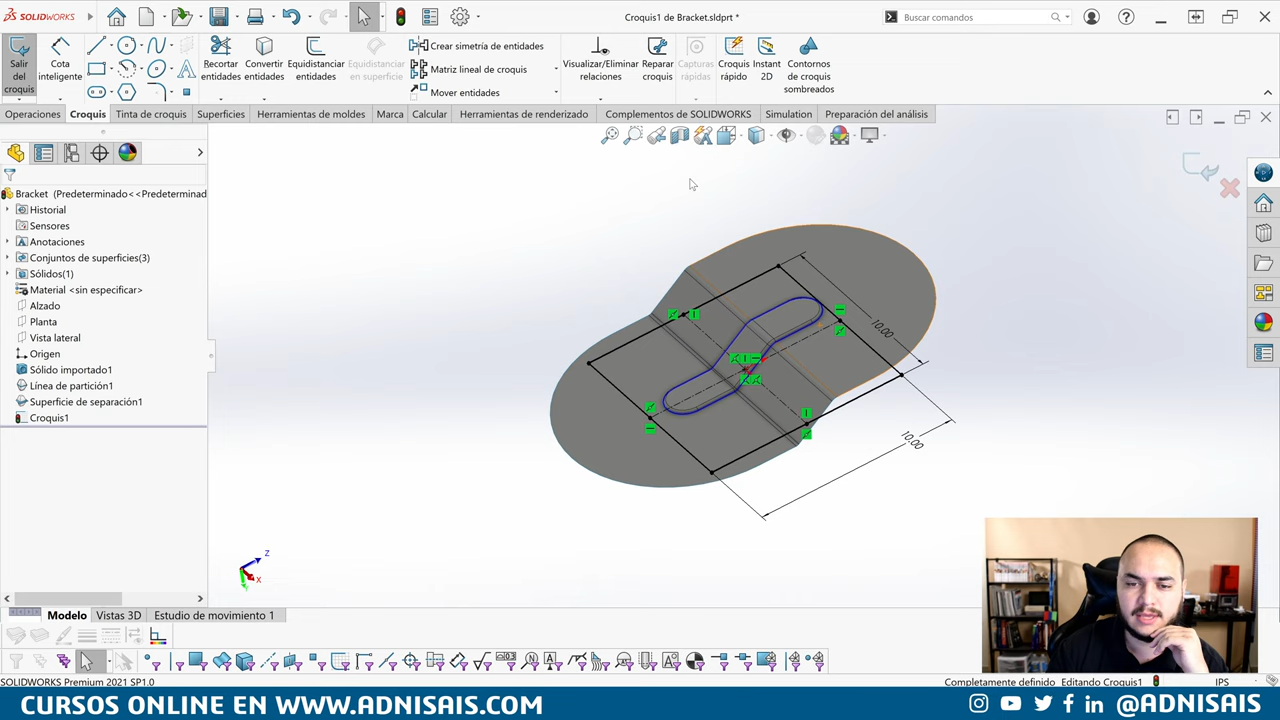 SOLIDWORKS
Croquis1 de Bracket.sldprt *
Buscar comandos
Salir del croquis
Cota inteligente
Recortar entidades
Convertir entidades
Equidistanciar entidades
Equidistanciar en superficie
Crear simetría de entidades
Matriz lineal de croquis
Mover entidades
Visualizar/Eliminar relaciones
Reparar croquis
Capturas rápidas
Croquis rápido
Instant 2D
Contornos de croquis sombreados
Operaciones
Croquis
Tinta de croquis
Superficies
Herramientas de moldes
Marca
Calcular
Herramientas de renderizado
Complementos de SOLIDWORKS
Simulation
Preparación del análisis
Bracket (Predeterminado<<Predeterminad
Historial
Sensores
Anotaciones
Conjuntos de superficies(3)
Sólidos(1)
Material <sin especificar>
Alzado
Planta
Vista lateral
Origen
Sólido importado1
Línea de partición1
Superficie de separación1
Croquis1
10.00
10.00
Z
X
Y
Modelo
Vistas 3D
Estudio de movimiento 1
SOLIDWORKS Premium 2021 SP1.0
Completamente definido
Editando Croquis1
IPS
CURSOS ONLINE EN WWW.ADNISAIS.COM
@ADNISAIS